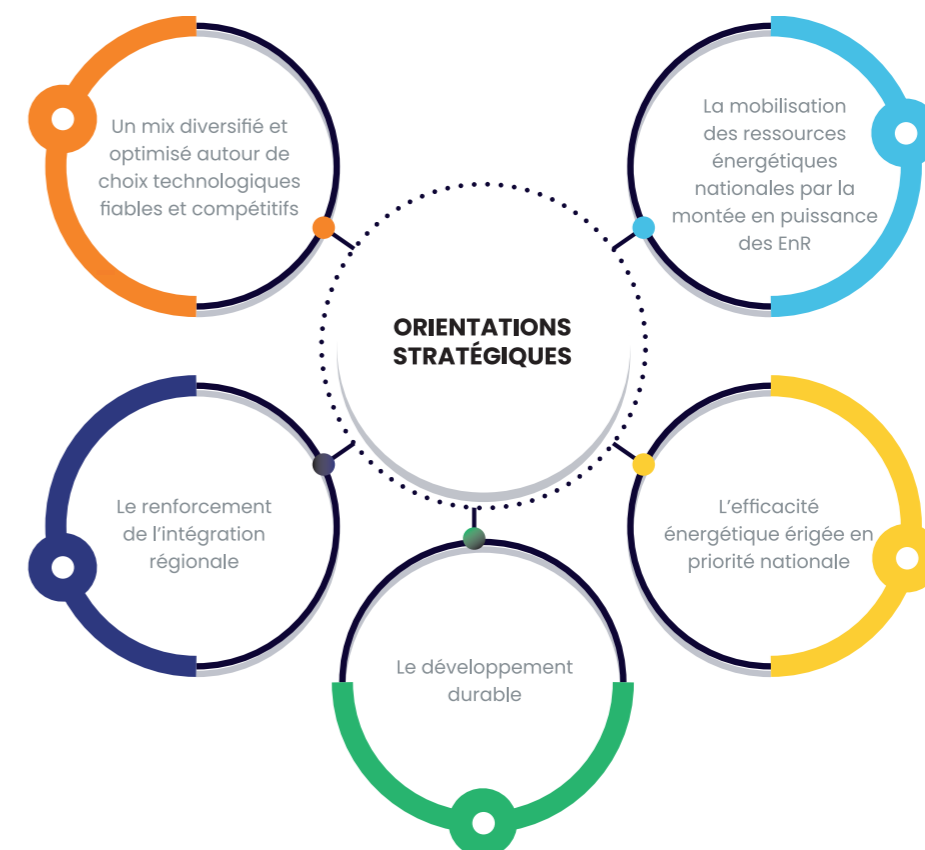 Un mix diversifié et
optimisé autour de
choix technologiques
fiables et compétitifs
La mobilisation
des ressources
énergétiques
nationales par la
montée en puissance
des EnR
ORIENTATIONS
STRATÉGIQUES
Le renforcement
de l’intégration
régionale
L’efficacité
énergétique érigée en
priorité nationale
Le développement
durable